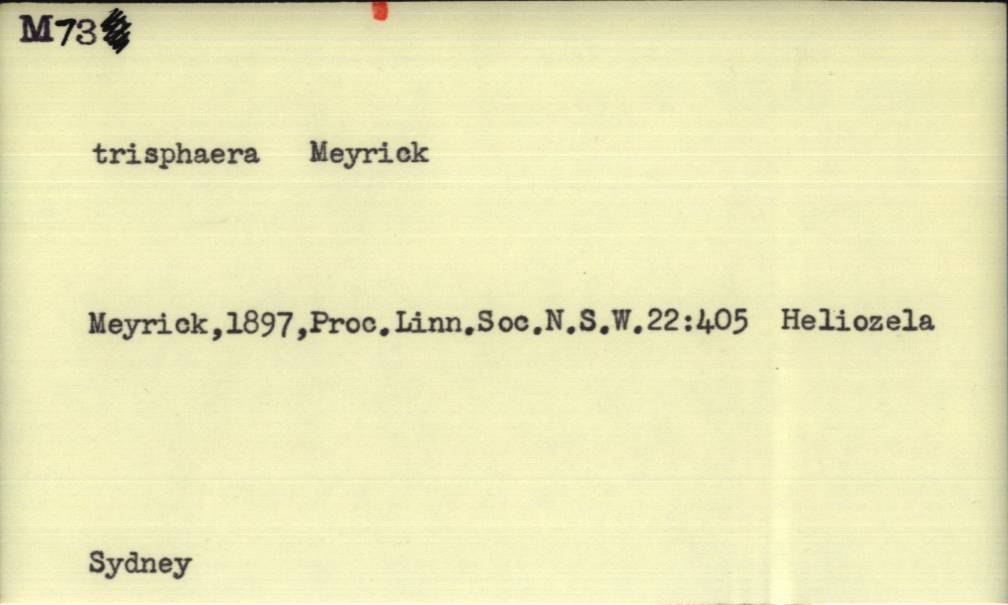 M73
trisphaera Meyrick
Meyrick,1897,Proc.Linn.Soc.N.S.W.22:405 Heliozela
Sydney